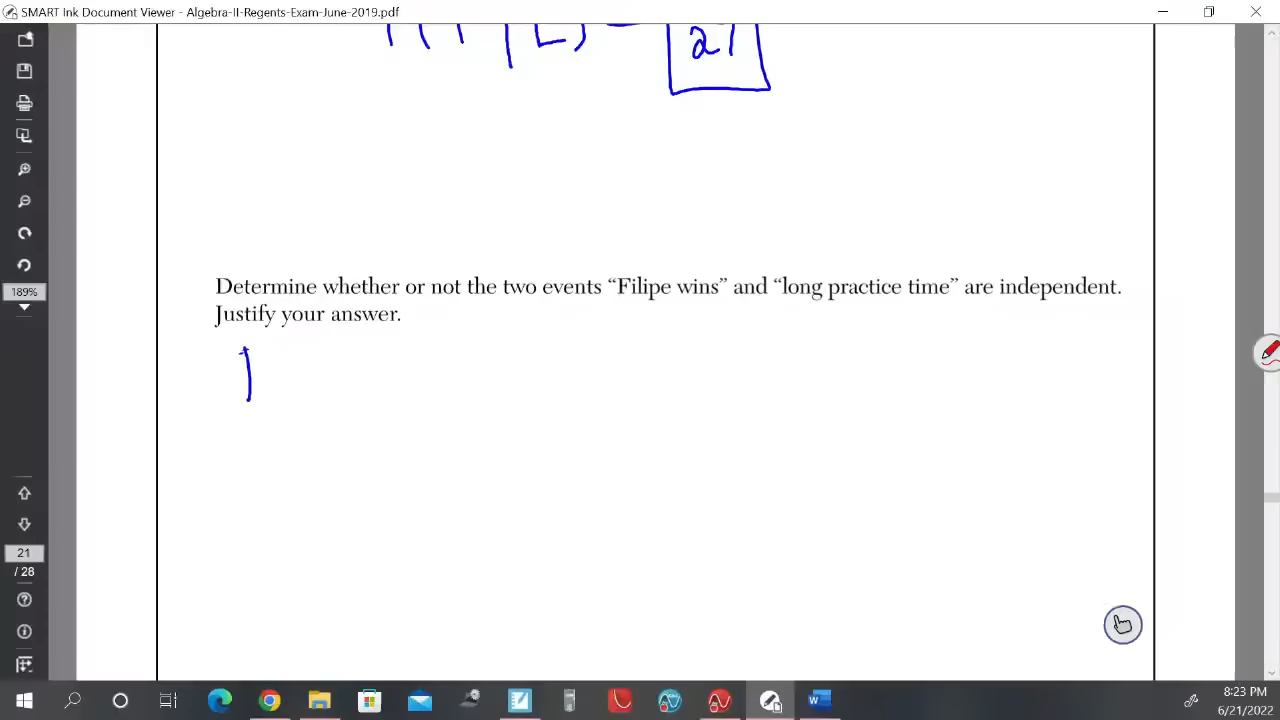 SMART Ink Document Viewer - Algebra-II-Regents-Exam-June-2019.pdf
21
Determine whether or not the two events “Filipe wins” and “long practice time” are independent.
Justify your answer.
189%
21
/ 28
8:23 PM
6/21/2022